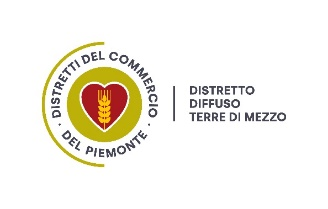 · DISTRETTI DEL COMMERCIO ·
DEL PIEMONTE
DISTRETTO
DIFFUSO
TERRE DI MEZZO